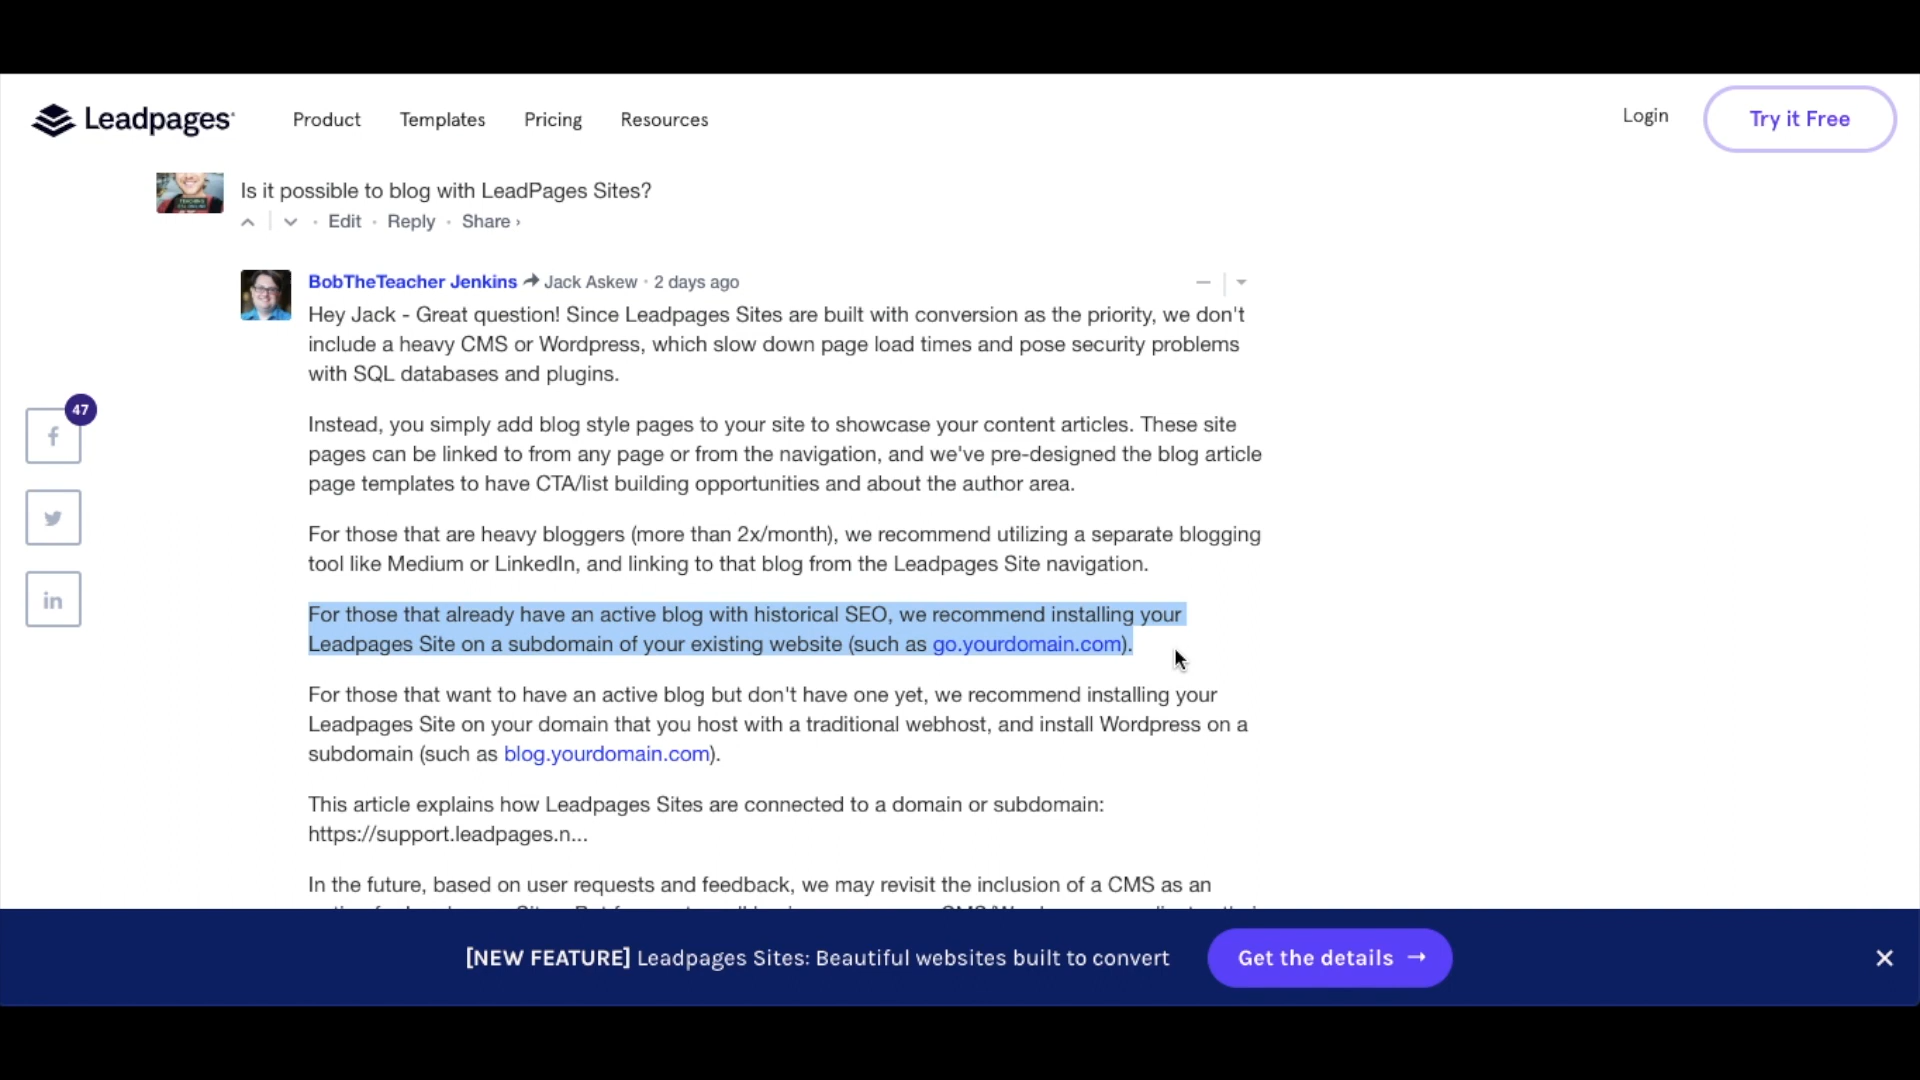 Leadpages
Product Templates Pricing Resources
Login
Try it Free
Is it possible to blog with LeadPages Sites?
Edit · Reply · Share ›
BobTheTeacher Jenkins Jack Askew · 2 days ago
Hey Jack - Great question! Since Leadpages Sites are built with conversion as the priority, we don't
include a heavy CMS or Wordpress, which slow down page load times and pose security problems
with SQL databases and plugins.
47
Instead, you simply add blog style pages to your site to showcase your content articles. These site
pages can be linked to from any page or from the navigation, and we've pre-designed the blog article
page templates to have CTA/list building opportunities and about the author area.
For those that are heavy bloggers (more than 2x/month), we recommend utilizing a separate blogging
tool like Medium or LinkedIn, and linking to that blog from the Leadpages Site navigation.
For those that already have an active blog with historical SEO, we recommend installing your
Leadpages Site on a subdomain of your existing website (such as go.yourdomain.com).
For those that want to have an active blog but don't have one yet, we recommend installing your
Leadpages Site on your domain that you host with a traditional webhost, and install Wordpress on a
subdomain (such as blog.yourdomain.com).
This article explains how Leadpages Sites are connected to a domain or subdomain:
https://support.leadpages.n...
In the future, based on user requests and feedback, we may revisit the inclusion of a CMS as an
[NEW FEATURE] Leadpages Sites: Beautiful websites built to convert
Get the details →